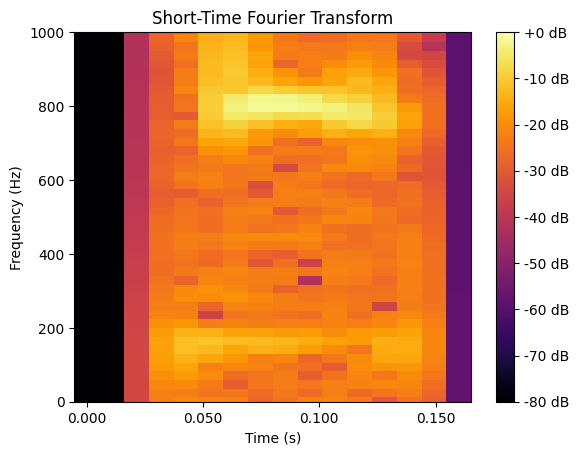 Short-Time Fourier Transform
1000
800
600
400
200
0
Frequency (Hz)
0.000
0.050
0.100
0.150
Time (s)
+0 dB
-10 dB
-20 dB
-30 dB
-40 dB
-50 dB
-60 dB
-70 dB
-80 dB